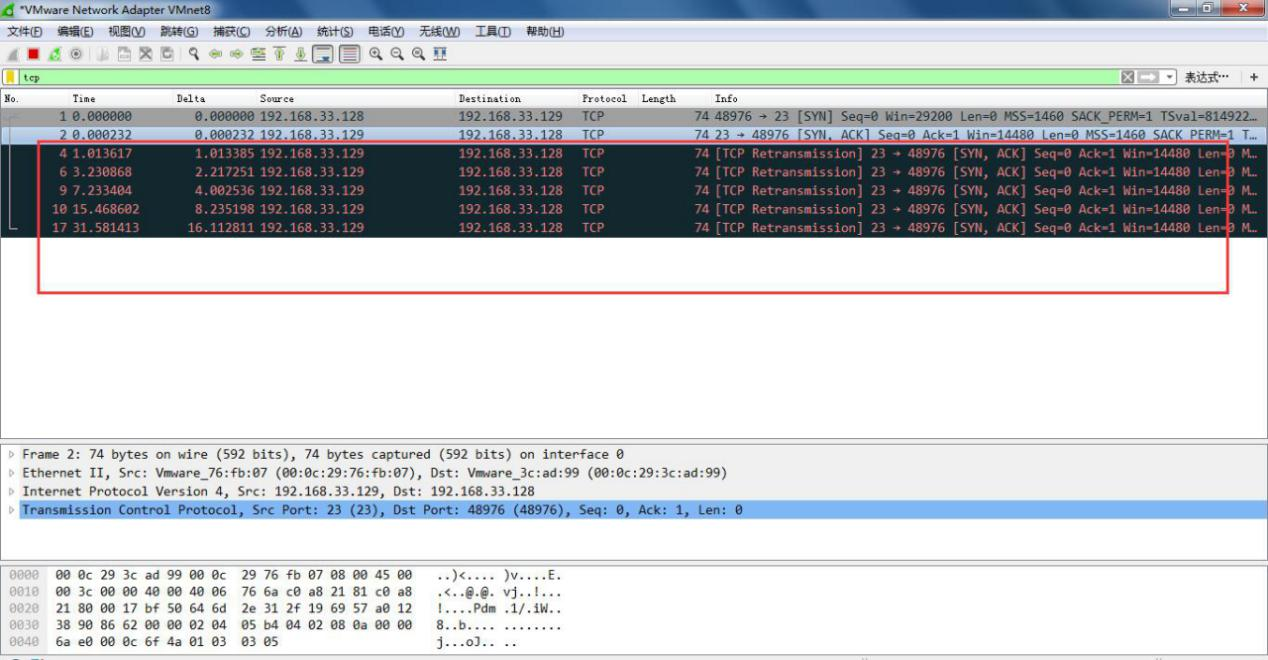 *VMware Network Adapter VMnet8
文件(F) 编辑(E) 视图(V) 跳转(G) 捕获(C) 分析(A) 统计(S) 电话(Y) 无线(W) 工具(T) 帮助(H)
tcp 表达式… +
No. Time Delta Source Destination Protocol Length Info
1 0.000000 0.000000 192.168.33.128 192.168.33.129 TCP 74 48976 → 23 [SYN] Seq=0 Win=29200 Len=0 MSS=1460 SACK_PERM=1 TSval=814922…
2 0.000232 0.000232 192.168.33.129 192.168.33.128 TCP 74 23 → 48976 [SYN, ACK] Seq=0 Ack=1 Win=14480 Len=0 MSS=1460 SACK_PERM=1 T…
4 1.013617 1.013385 192.168.33.129 192.168.33.128 TCP 74 [TCP Retransmission] 23 → 48976 [SYN, ACK] Seq=0 Ack=1 Win=14480 Len=0 M…
6 3.230868 2.217251 192.168.33.129 192.168.33.128 TCP 74 [TCP Retransmission] 23 → 48976 [SYN, ACK] Seq=0 Ack=1 Win=14480 Len=0 M…
9 7.233404 4.002536 192.168.33.129 192.168.33.128 TCP 74 [TCP Retransmission] 23 → 48976 [SYN, ACK] Seq=0 Ack=1 Win=14480 Len=0 M…
10 15.468602 8.235198 192.168.33.129 192.168.33.128 TCP 74 [TCP Retransmission] 23 → 48976 [SYN, ACK] Seq=0 Ack=1 Win=14480 Len=0 M…
17 31.581413 16.112811 192.168.33.129 192.168.33.128 TCP 74 [TCP Retransmission] 23 → 48976 [SYN, ACK] Seq=0 Ack=1 Win=14480 Len=0 M…
Frame 2: 74 bytes on wire (592 bits), 74 bytes captured (592 bits) on interface 0
Ethernet II, Src: Vmware_76:fb:07 (00:0c:29:76:fb:07), Dst: Vmware_3c:ad:99 (00:0c:29:3c:ad:99)
Internet Protocol Version 4, Src: 192.168.33.129, Dst: 192.168.33.128
Transmission Control Protocol, Src Port: 23 (23), Dst Port: 48976 (48976), Seq: 0, Ack: 1, Len: 0
0000 00 0c 29 3c ad 99 00 0c 29 76 fb 07 08 00 45 00 ..)<.... )v....E.
0010 00 3c 00 00 40 00 40 06 76 6a c0 a8 21 81 c0 a8 .<..@.@. vj..!...
0020 21 80 00 17 bf 50 64 6d 2e 31 2f 19 69 57 a0 12 !....Pdm .1/.iW..
0030 38 90 86 62 00 00 02 04 05 b4 04 02 08 0a 00 00 8..b.... ........
0040 6a e0 00 0c 6f 4a 01 03 03 05 j...oJ.. ..